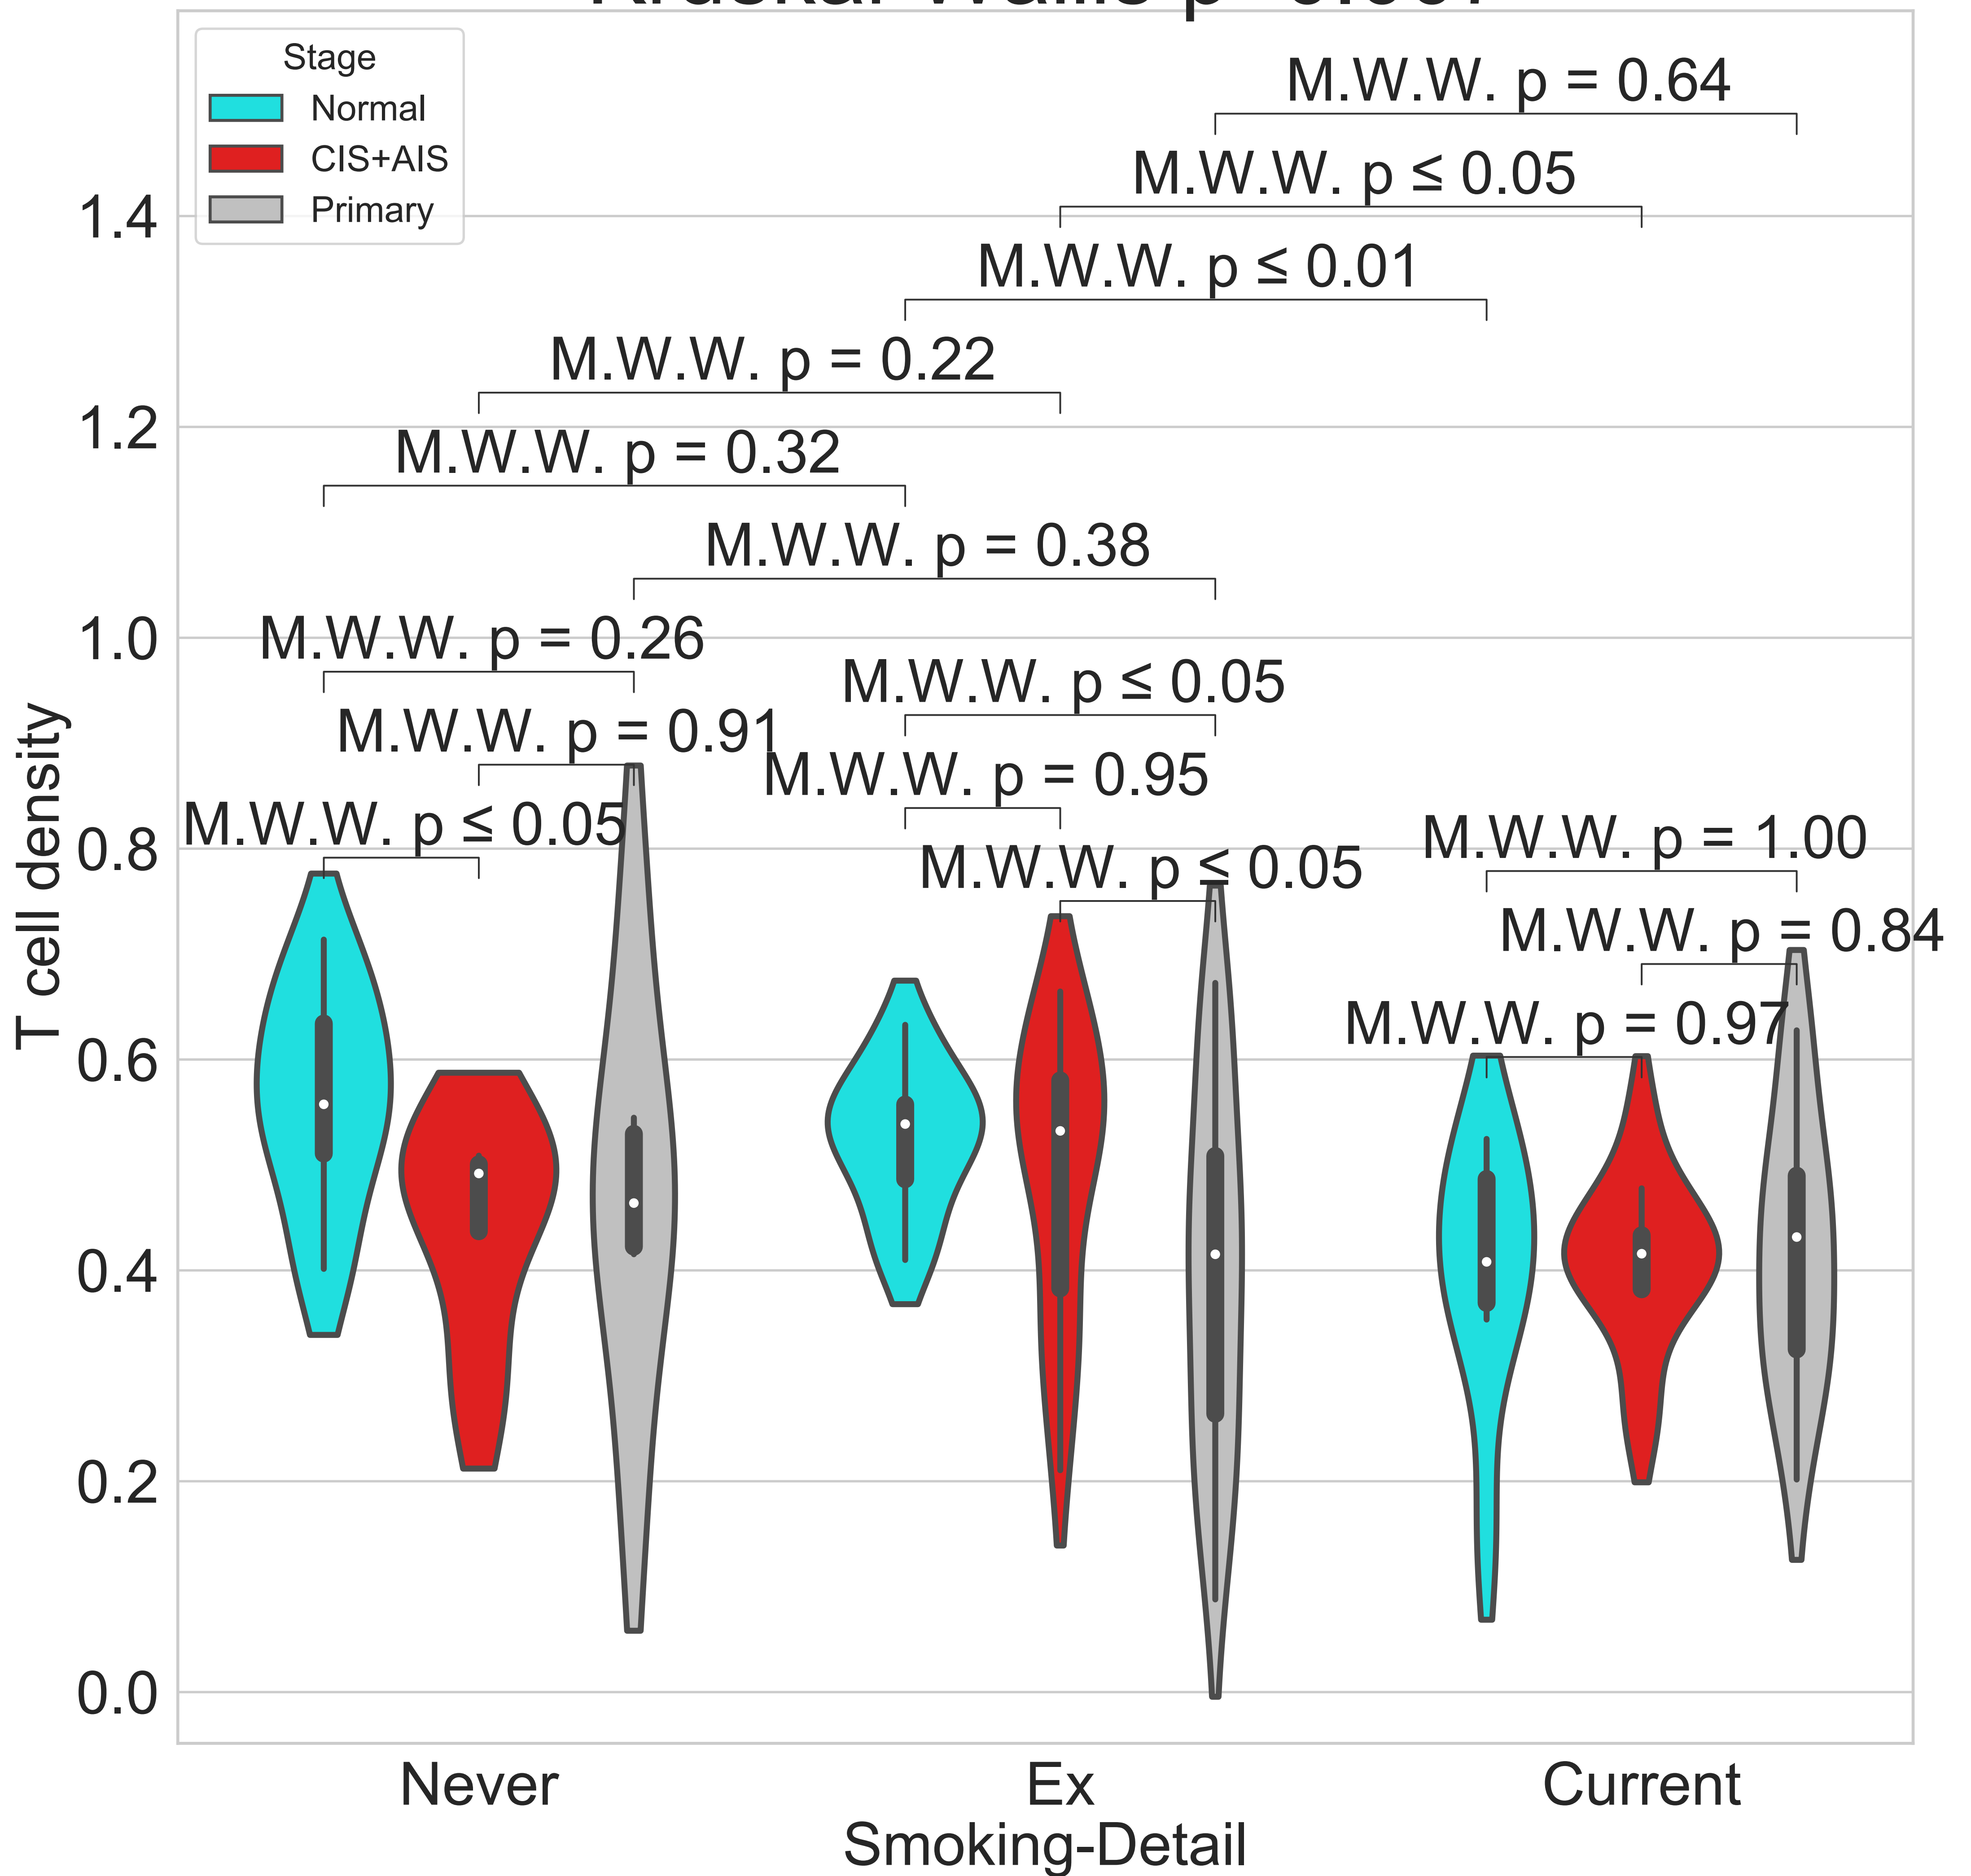 Stage
Normal
CIS+AIS
Primary
M.W.W. p = 0.64
M.W.W. p ≤ 0.05
M.W.W. p ≤ 0.01
M.W.W. p = 0.22
M.W.W. p = 0.32
M.W.W. p = 0.38
M.W.W. p = 0.26
M.W.W. p ≤ 0.05
M.W.W. p = 0.91
M.W.W. p = 0.95
M.W.W. p ≤ 0.05
M.W.W. p ≤ 0.05
M.W.W. p = 1.00
M.W.W. p = 0.84
M.W.W. p = 0.97
1.4
1.2
1.0
0.8
0.6
0.4
0.2
0.0
T cell density
Never Ex Current
Smoking-Detail